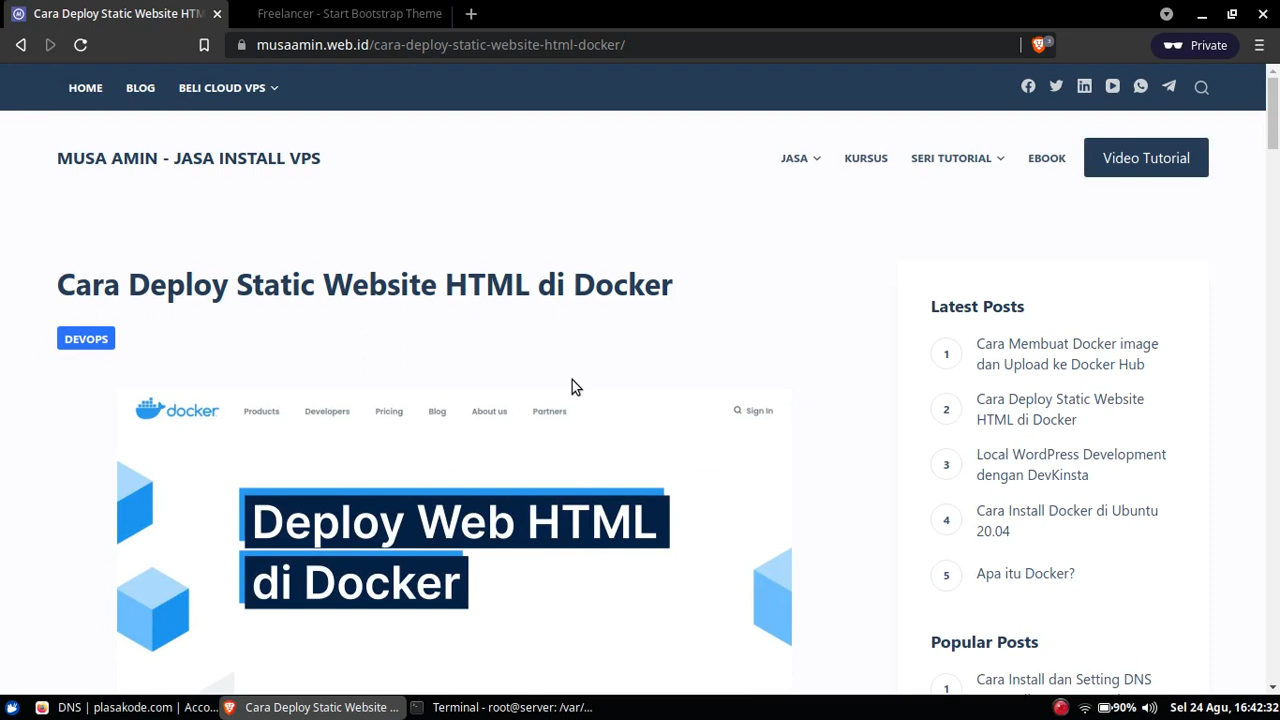 Cara Deploy Static Website HTM
Freelancer - Start Bootstrap Theme
musaamin.web.id/cara-deploy-static-website-html-docker/
3
Private
HOME
BLOG
BELI CLOUD VPS
MUSA AMIN - JASA INSTALL VPS
JASA
KURSUS
SERI TUTORIAL
EBOOK
Video Tutorial
Cara Deploy Static Website HTML di Docker
DEVOPS
docker
Products
Developers
Pricing
Blog
About us
Partners
Sign In
Deploy Web HTML
di Docker
Latest Posts
1
Cara Membuat Docker image
dan Upload ke Docker Hub
2
Cara Deploy Static Website
HTML di Docker
3
Local WordPress Development
dengan DevKinsta
4
Cara Install Docker di Ubuntu
20.04
5
Apa itu Docker?
Popular Posts
1
Cara Install dan Setting DNS
DNS | plasakode.com | Acco...
Cara Deploy Static Website ...
Terminal - root@server: /var/...
90%
Sel 24 Agu, 16:42:32